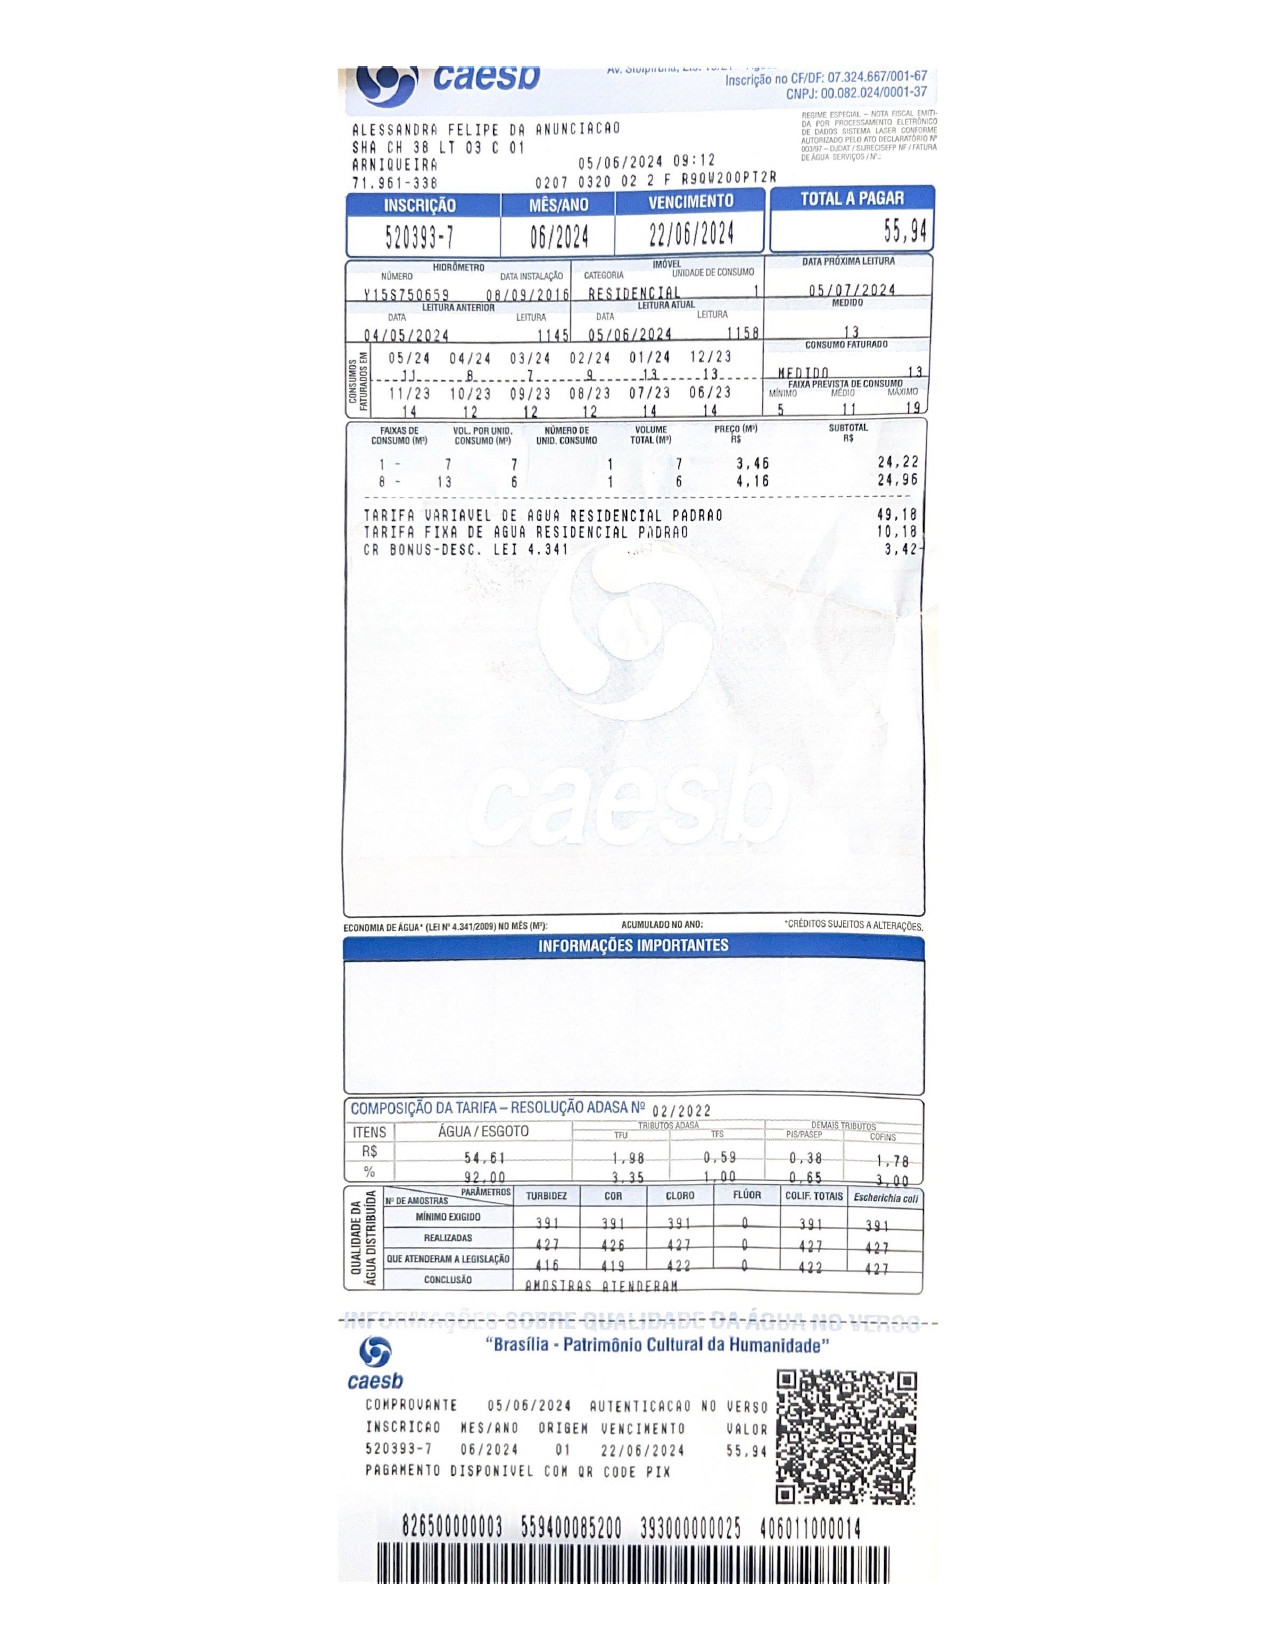 caesb
Inscrição no CF/DF: 07.324.667/001-67
CNPJ: 00.082.024/0001-37
REGIME ESPECIAL – NOTA FISCAL EMITI-
DA POR PROCESSAMENTO ELETRÔNICO
DE DADOS SISTEMA LASER CONFORME
AUTORIZADO PELO ATO DECLARATÓRIO Nº
003/97 – DJDAT / SURECISEFP NF / FATURA
DE ÁGUA SERVIÇOS / Nº.:
ALESSANDRA FELIPE DA ANUNCIACAO
SHA CH 38 LT 03 C 01
ARNIQUEIRA 05/06/2024 09:12
71.961-338 0207 0320 02 2 F R9QW200PT2R
INSCRIÇÃO MÊS/ANO VENCIMENTO TOTAL A PAGAR
520393-7 06/2024 22/06/2024 55,94
HIDRÔMETRO IMÓVEL DATA PRÓXIMA LEITURA
NÚMERO DATA INSTALAÇÃO CATEGORIA UNIDADE DE CONSUMO
Y15S750659 08/09/2016 RESIDENCIAL 1 05/07/2024
LEITURA ANTERIOR LEITURA ATUAL MEDIDO
DATA LEITURA DATA LEITURA
04/05/2024 1145 05/06/2024 1158 13
CONSUMO FATURADO
MEDIDO 13
CONSUMOS FATURADOS EM
05/24 04/24 03/24 02/24 01/24 12/23
11 8 7 9 13 13
11/23 10/23 09/23 08/23 07/23 06/23
14 12 12 12 14 14
FAIXA PREVISTA DE CONSUMO
MÍNIMO MÉDIO MÁXIMO
5 11 19
FAIXAS DE CONSUMO (M³) VOL. POR UNID. CONSUMO (M³) NÚMERO DE UNID. CONSUMO VOLUME TOTAL (M³) PREÇO (M³) R$ SUBTOTAL R$
1 - 7 7 1 7 3,46 24,22
8 - 13 6 1 6 4,16 24,96
TARIFA VARIAVEL DE AGUA RESIDENCIAL PADRAO 49,18
TARIFA FIXA DE AGUA RESIDENCIAL PADRAO 10,18
CR BONUS-DESC. LEI 4.341 3,42-
caesb
ECONOMIA DE ÁGUA* (LEI Nº 4.341/2009) NO MÊS (M³): ACUMULADO NO ANO: *CRÉDITOS SUJEITOS A ALTERAÇÕES.
INFORMAÇÕES IMPORTANTES
COMPOSIÇÃO DA TARIFA – RESOLUÇÃO ADASA Nº 02/2022
ITENS ÁGUA / ESGOTO TRIBUTOS ADASA DEMAIS TRIBUTOS
TFU TFS PIS/PASEP COFINS
R$ 54,61 1,98 0,59 0,38 1,78
% 92,00 3,35 1,00 0,65 3,00
QUALIDADE DA ÁGUA DISTRIBUÍDA
Nº DE AMOSTRAS PARÂMETROS TURBIDEZ COR CLORO FLÚOR COLIF. TOTAIS Escherichia coli
MÍNIMO EXIGIDO 391 391 391 0 391 391
REALIZADAS 427 426 427 0 427 427
QUE ATENDERAM A LEGISLAÇÃO 416 419 422 0 422 427
CONCLUSÃO AMOSTRAS ATENDERAM
INFORMAÇÕES SOBRE QUALIDADE DA ÁGUA NO VERSO
"Brasília - Patrimônio Cultural da Humanidade"
caesb
COMPROVANTE 05/06/2024 AUTENTICACAO NO VERSO
INSCRICAO MES/ANO ORIGEM VENCIMENTO VALOR
520393-7 06/2024 01 22/06/2024 55,94
PAGAMENTO DISPONIVEL COM QR CODE PIX
826500000003 559400085200 393000000025 406011000014